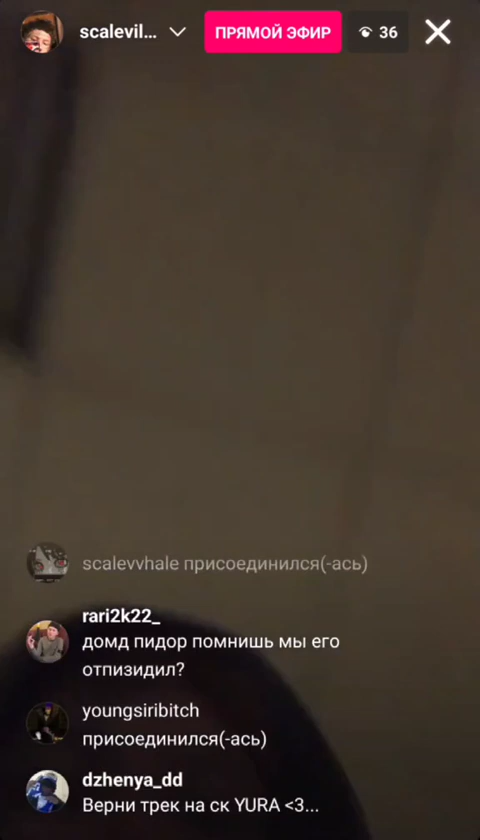 scalevil...
ПРЯМОЙ ЭФИР
36
scalevvhale присоединился(-ась)
rari2k22_
домд пидор помнишь мы его
отпизидил?
youngsiribitch
присоединился(-ась)
dzhenya_dd
Верни трек на ск YURA <3...